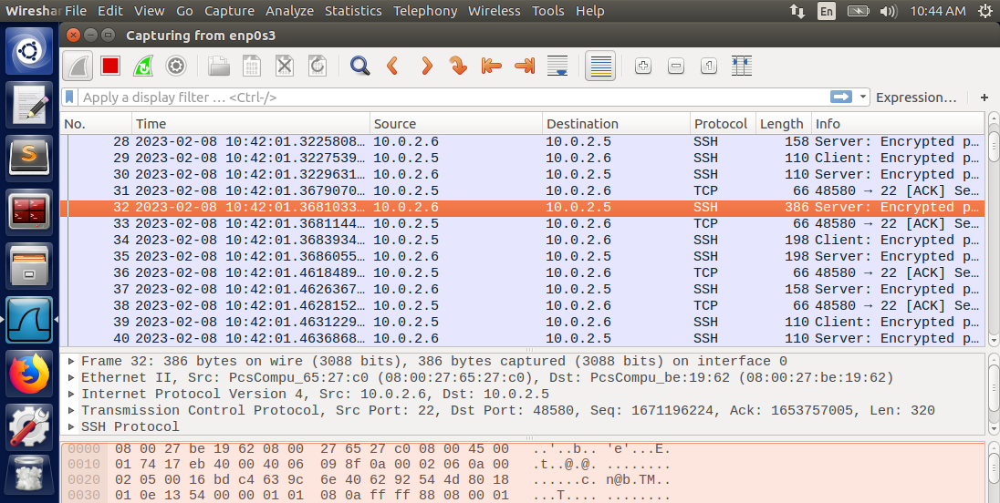 Wireshar File Edit View Go Capture Analyze Statistics Telephony Wireless Tools Help En 10:44 AM
Capturing from enp0s3
Apply a display filter … <Ctrl-/> Expression… +
No. Time Source Destination Protocol Length Info
28 2023-02-08 10:42:01.3225808… 10.0.2.6 10.0.2.5 SSH 158 Server: Encrypted p…
29 2023-02-08 10:42:01.3227539… 10.0.2.5 10.0.2.6 SSH 110 Client: Encrypted p…
30 2023-02-08 10:42:01.3229631… 10.0.2.6 10.0.2.5 SSH 110 Server: Encrypted p…
31 2023-02-08 10:42:01.3679070… 10.0.2.5 10.0.2.6 TCP 66 48580 → 22 [ACK] Se…
32 2023-02-08 10:42:01.3681033… 10.0.2.6 10.0.2.5 SSH 386 Server: Encrypted p…
33 2023-02-08 10:42:01.3681144… 10.0.2.5 10.0.2.6 TCP 66 48580 → 22 [ACK] Se…
34 2023-02-08 10:42:01.3683934… 10.0.2.5 10.0.2.6 SSH 198 Client: Encrypted p…
35 2023-02-08 10:42:01.3686055… 10.0.2.6 10.0.2.5 SSH 198 Server: Encrypted p…
36 2023-02-08 10:42:01.4618489… 10.0.2.5 10.0.2.6 TCP 66 48580 → 22 [ACK] Se…
37 2023-02-08 10:42:01.4626367… 10.0.2.6 10.0.2.5 SSH 158 Server: Encrypted p…
38 2023-02-08 10:42:01.4628152… 10.0.2.5 10.0.2.6 TCP 66 48580 → 22 [ACK] Se…
39 2023-02-08 10:42:01.4631229… 10.0.2.5 10.0.2.6 SSH 110 Client: Encrypted p…
40 2023-02-08 10:42:01.4636868… 10.0.2.6 10.0.2.5 SSH 110 Server: Encrypted p…
Frame 32: 386 bytes on wire (3088 bits), 386 bytes captured (3088 bits) on interface 0
Ethernet II, Src: PcsCompu_65:27:c0 (08:00:27:65:27:c0), Dst: PcsCompu_be:19:62 (08:00:27:be:19:62)
Internet Protocol Version 4, Src: 10.0.2.6, Dst: 10.0.2.5
Transmission Control Protocol, Src Port: 22, Dst Port: 48580, Seq: 1671196224, Ack: 1653757005, Len: 320
SSH Protocol
0000 08 00 27 be 19 62 08 00 27 65 27 c0 08 00 45 00 ..'..b.. 'e'...E.
0010 01 74 17 eb 40 00 40 06 09 8f 0a 00 02 06 0a 00 .t..@.@. ........
0020 02 05 00 16 bd c4 63 9c 6e 40 62 92 54 4d 80 18 ......c. n@b.TM..
0030 01 0e 13 54 00 00 01 01 08 0a ff ff 88 08 00 01 ...T.... ........